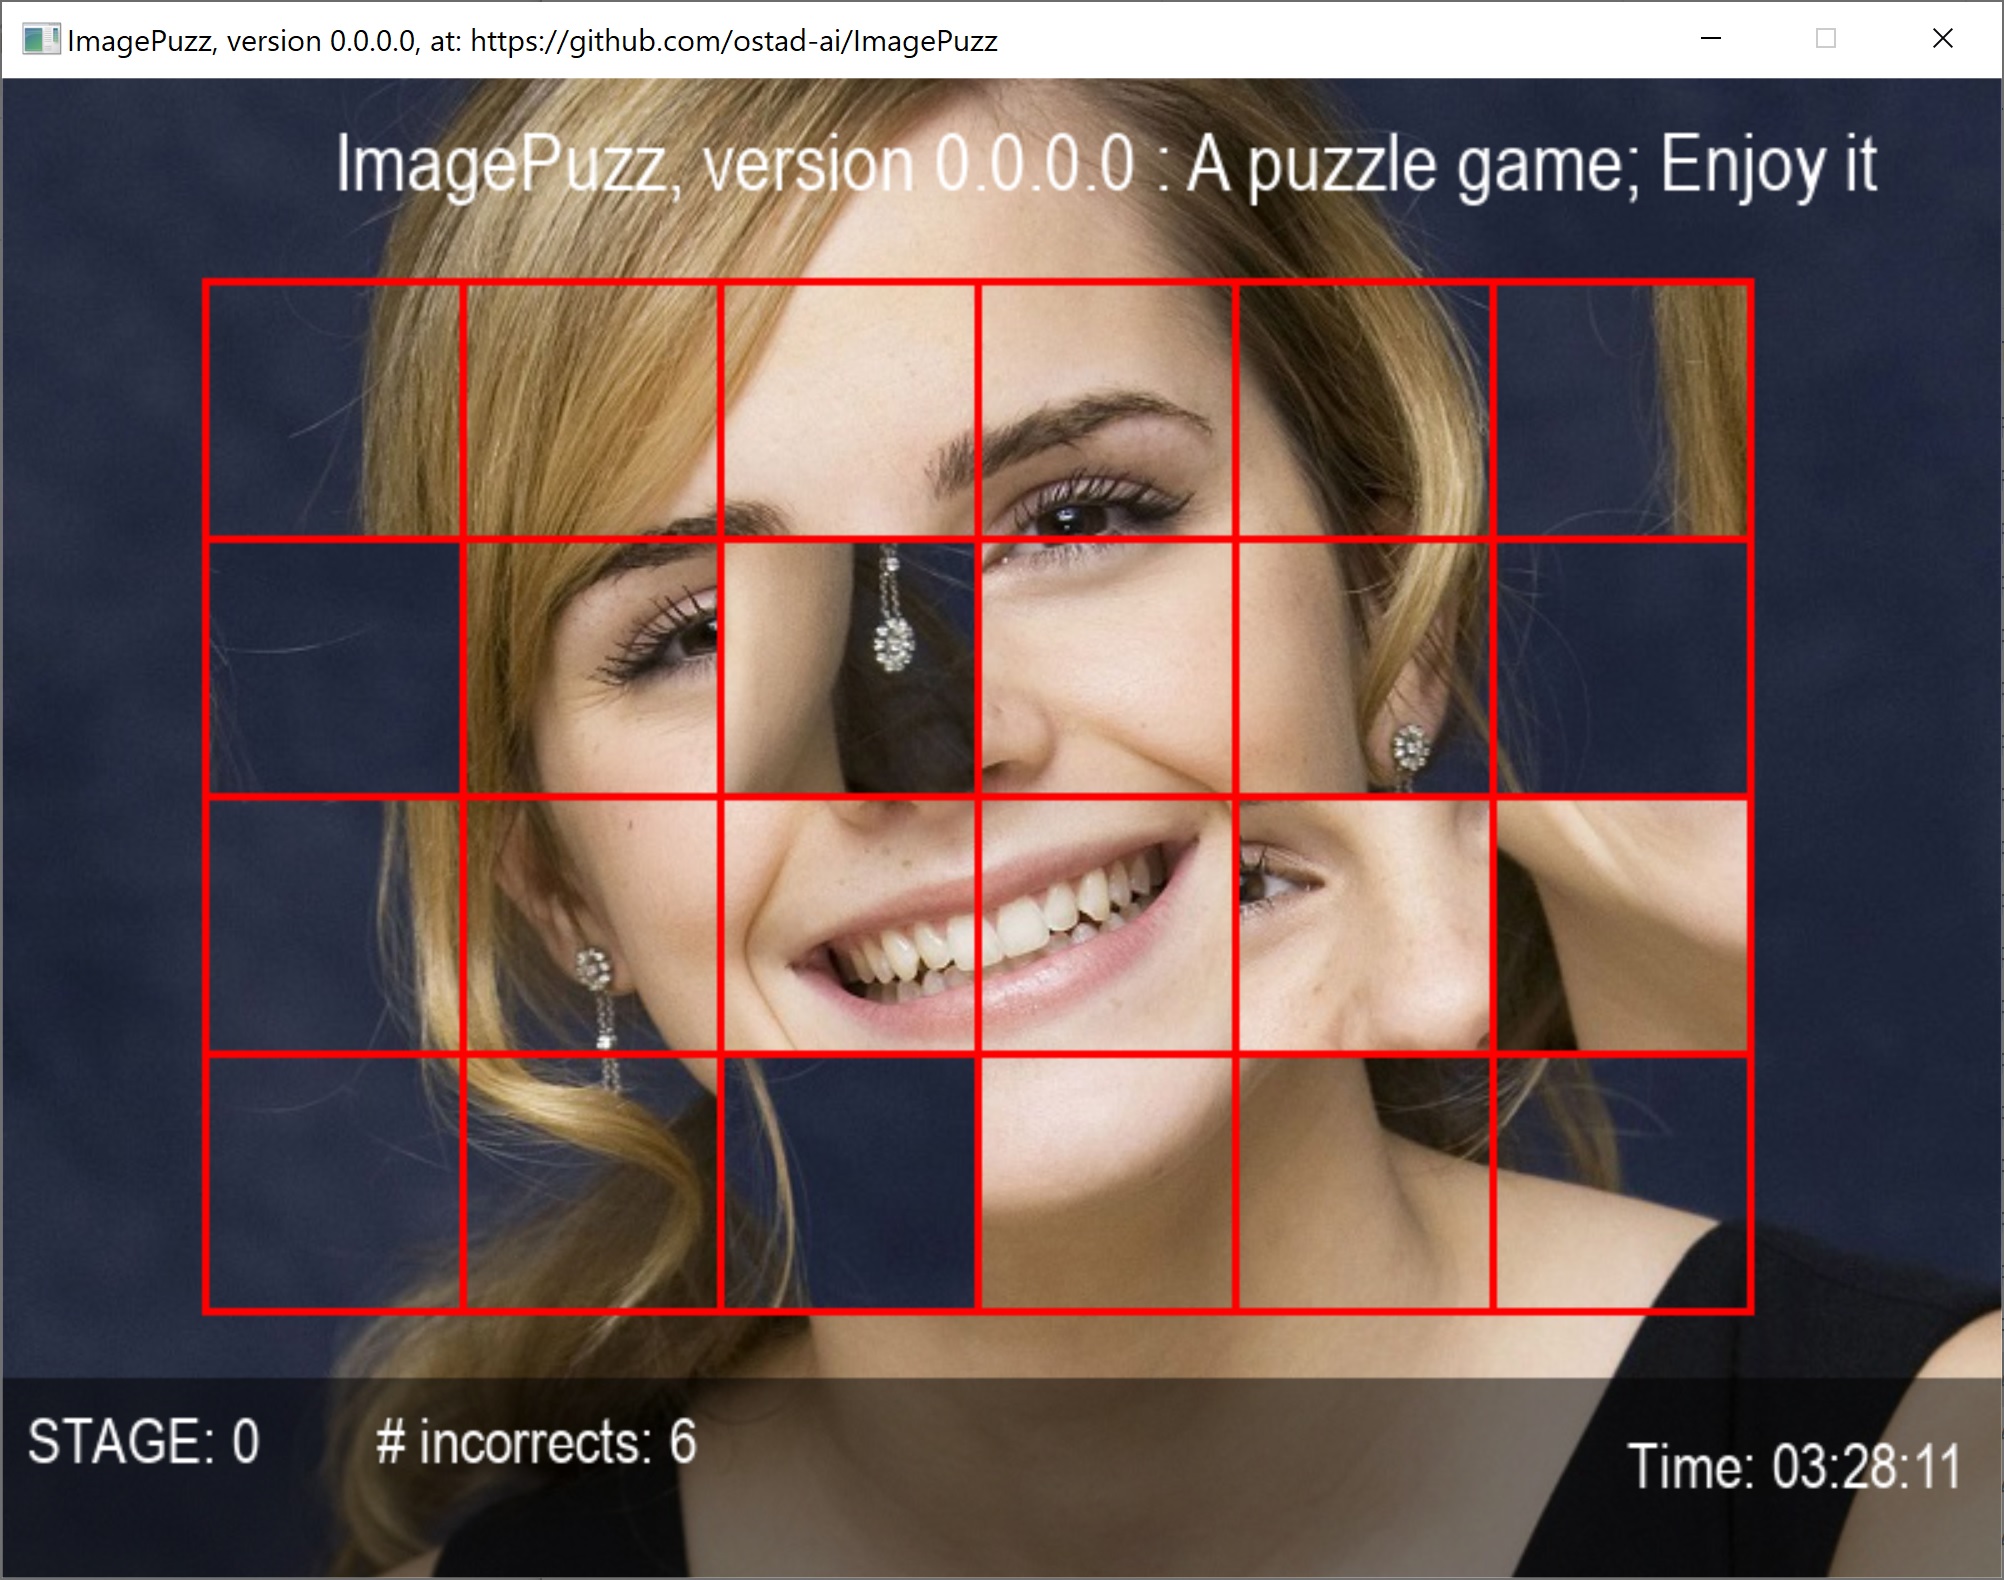 ImagePuzz, version 0.0.0.0, at: https://github.com/ostad-ai/ImagePuzz
ImagePuzz, version 0.0.0.0 : A puzzle game; Enjoy it
STAGE: 0 # incorrects: 6
Time: 03:28:11